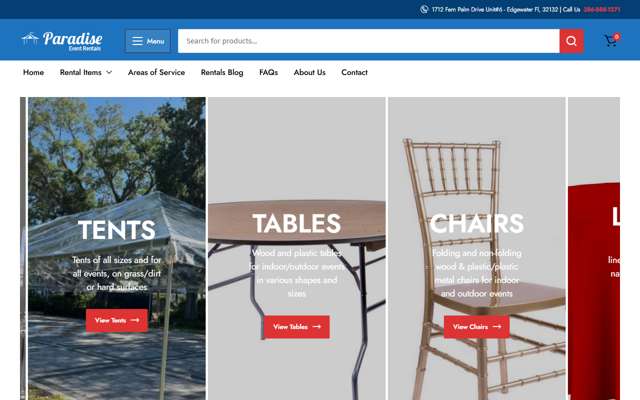 1712 Fern Palm Drive Unit#6 - Edgewater Fl, 32132 | Call Us 386-888-1371
Paradise
Event Rentals
Menu
Search for products...
0
Home
Rental Items
Areas of Service
Rentals Blog
FAQs
About Us
Contact
TENTS
Tents of all sizes and for
all events, on grass/dirt
or hard surfaces
View Tents
TABLES
Wood and plastic tables
for indoor/outdoor events
in various shapes and
sizes
View Tables
CHAIRS
Folding and non-folding
wood & plastic/plastic
metal chairs for indoor
and outdoor events
View Chairs
L
line
na